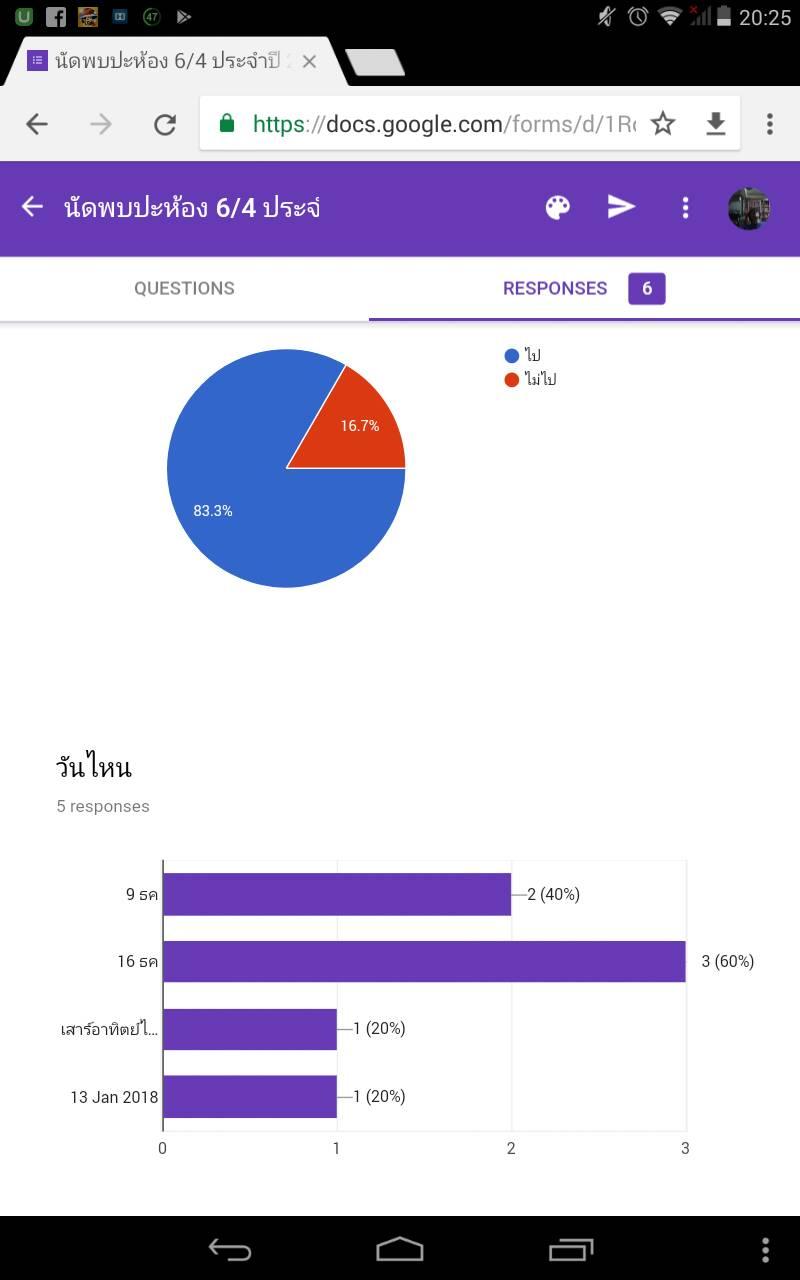 47
20:25
นัดพบปะห้อง 6/4 ประจำปี
https://docs.google.com/forms/d/1R
นัดพบปะห้อง 6/4 ประจำ
QUESTIONS
RESPONSES 6
ไป
ไม่ไป
16.7%
83.3%
วันไหน
5 responses
9 ธค 2 (40%)
16 ธค 3 (60%)
เสาร์อาทิตย์ไ... 1 (20%)
13 Jan 2018 1 (20%)
0 1 2 3